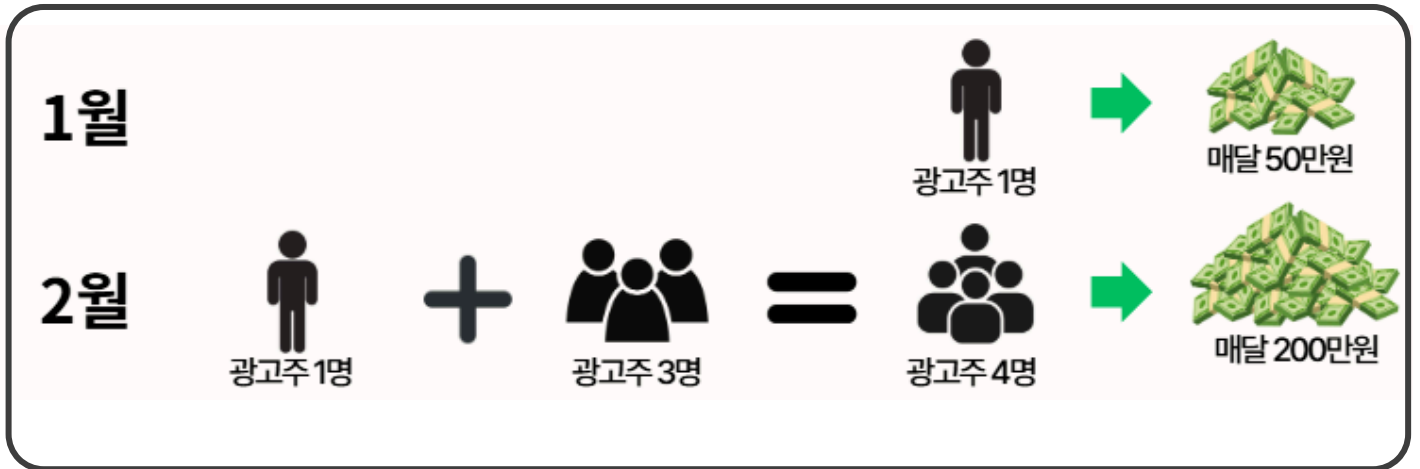 1월
광고주 1명
매달 50만원
2월
광고주 1명
광고주 3명
광고주 4명
매달 200만원